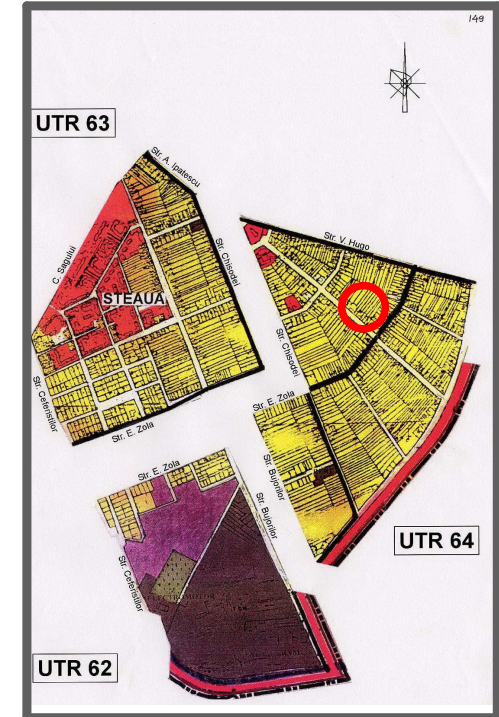 149
UTR 63
Str. A. Ipatescu
C. Sagului
Str. Chisodei
STEAUA
Str. V. Hugo
Str. Chisodei
Str. Ceferistilor
Str. E. Zola
Str. E. Zola
Str. E. Zola
Str. Bujorilor
Str. Bujorilor
UTR 64
Str. Ceferistilor
UTR 62